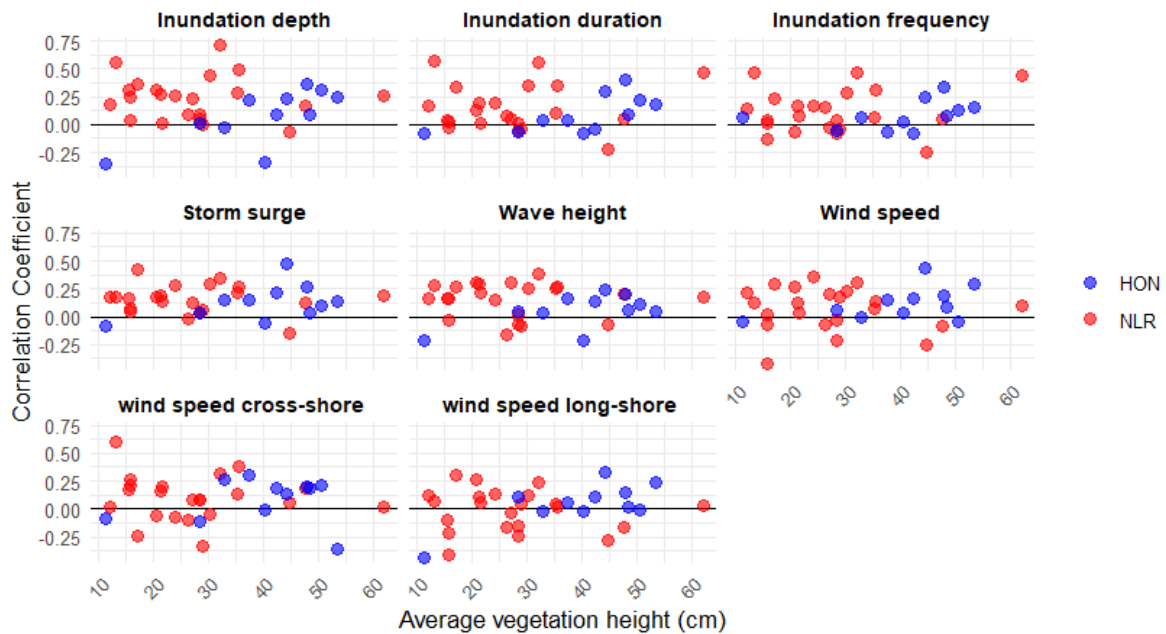 Inundation depth
Inundation duration
Inundation frequency
0.75
0.50
0.25
0.00
-0.25
Storm surge
Wave height
Wind speed
0.75
0.50
0.25
0.00
-0.25
wind speed cross-shore
wind speed long-shore
10
20
30
40
50
60
0.75
0.50
0.25
0.00
-0.25
10
20
30
40
50
60
10
20
30
40
50
60
Correlation Coefficient
Average vegetation height (cm)
HON
NLR